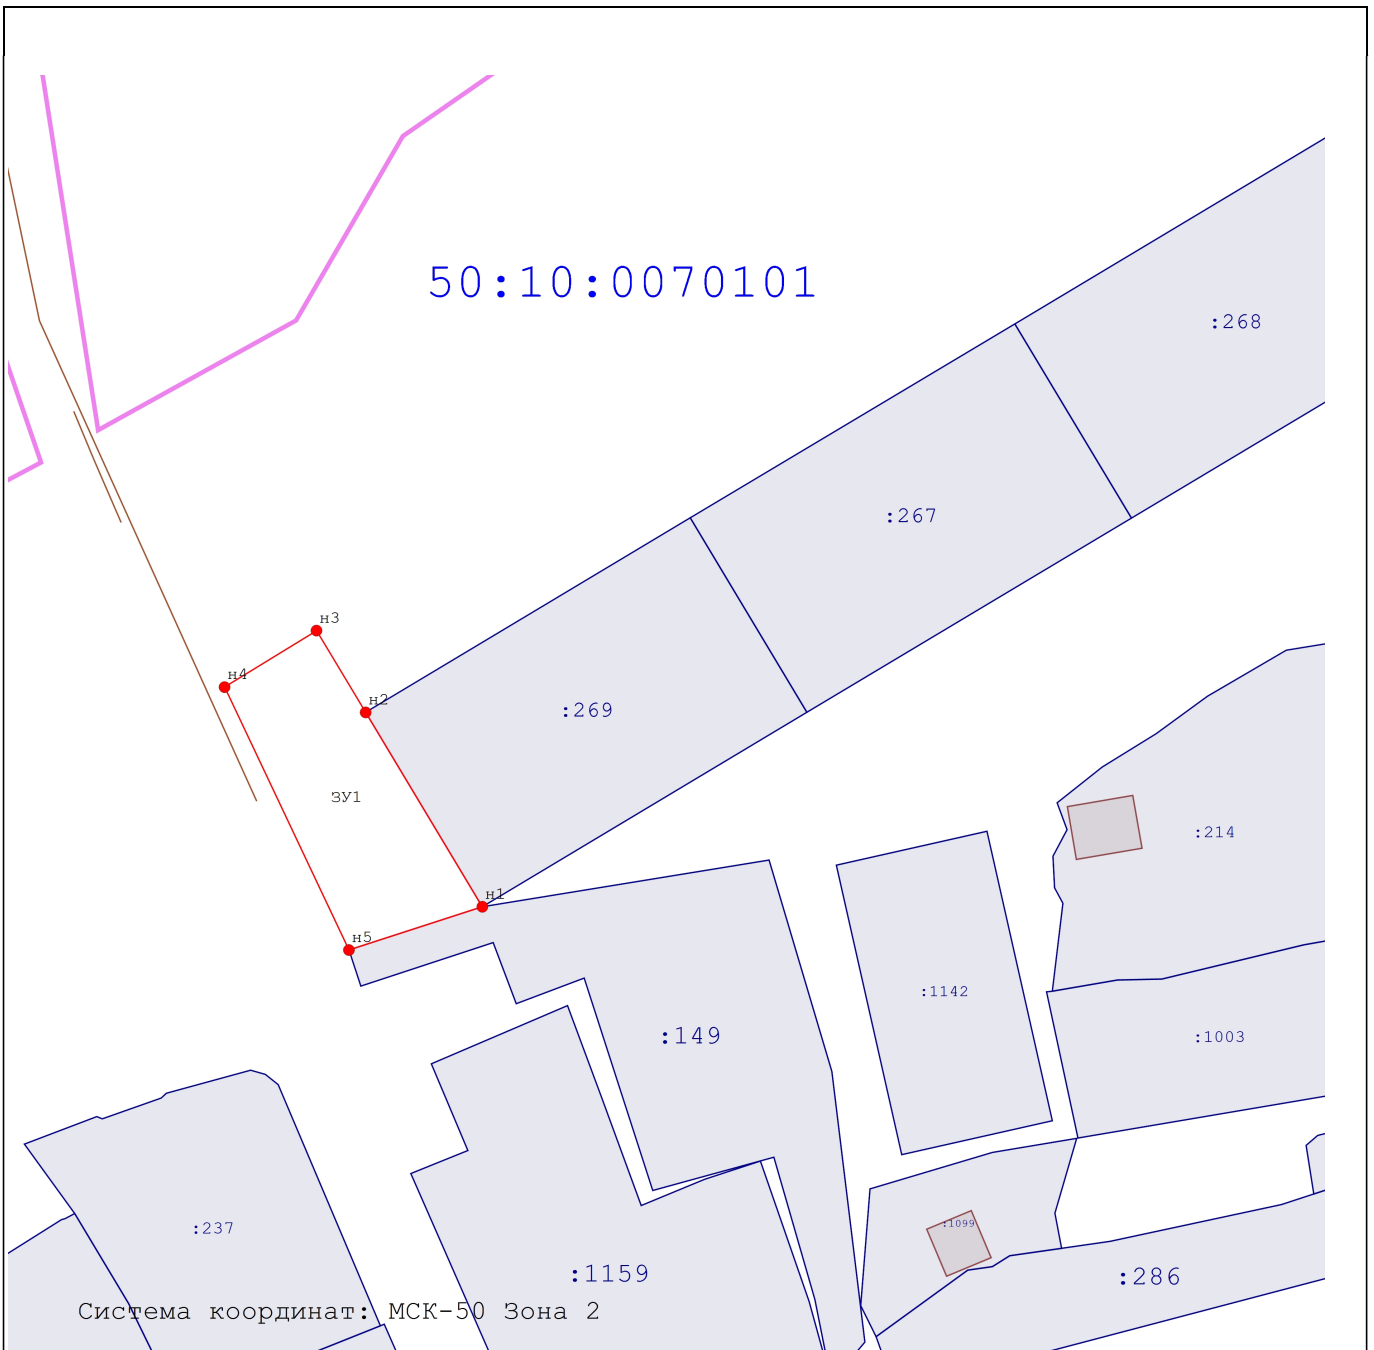 50:10:0070101
:268
:267
н3
н4
н2
:269
ЗУ1
:214
н1
н5
:1142
:149
:1003
:1099
:237
:1159
:286
Система координат: МСК-50 Зона 2